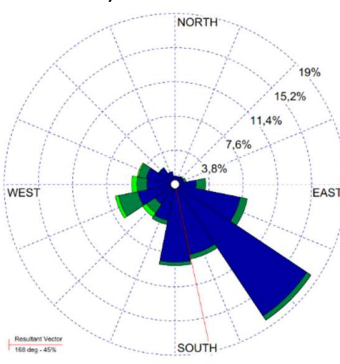 NORTH
19%
15,2%
11,4%
7,6%
3,8%
WEST
EAST
SOUTH
Resultant Vector
168 deg - 45%